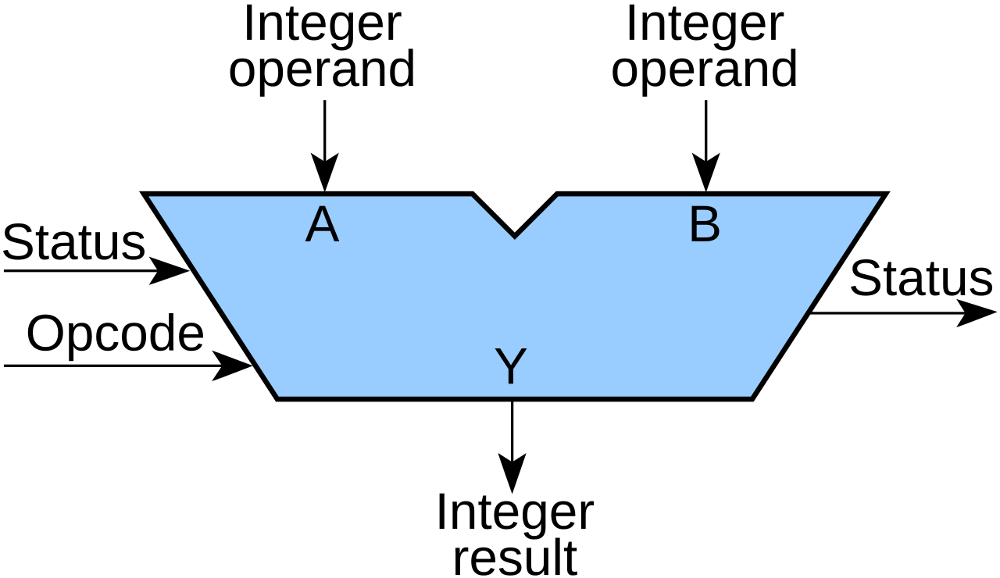 Integer
operand
Integer
operand
A
B
Status
Status
Opcode
Y
Integer
result